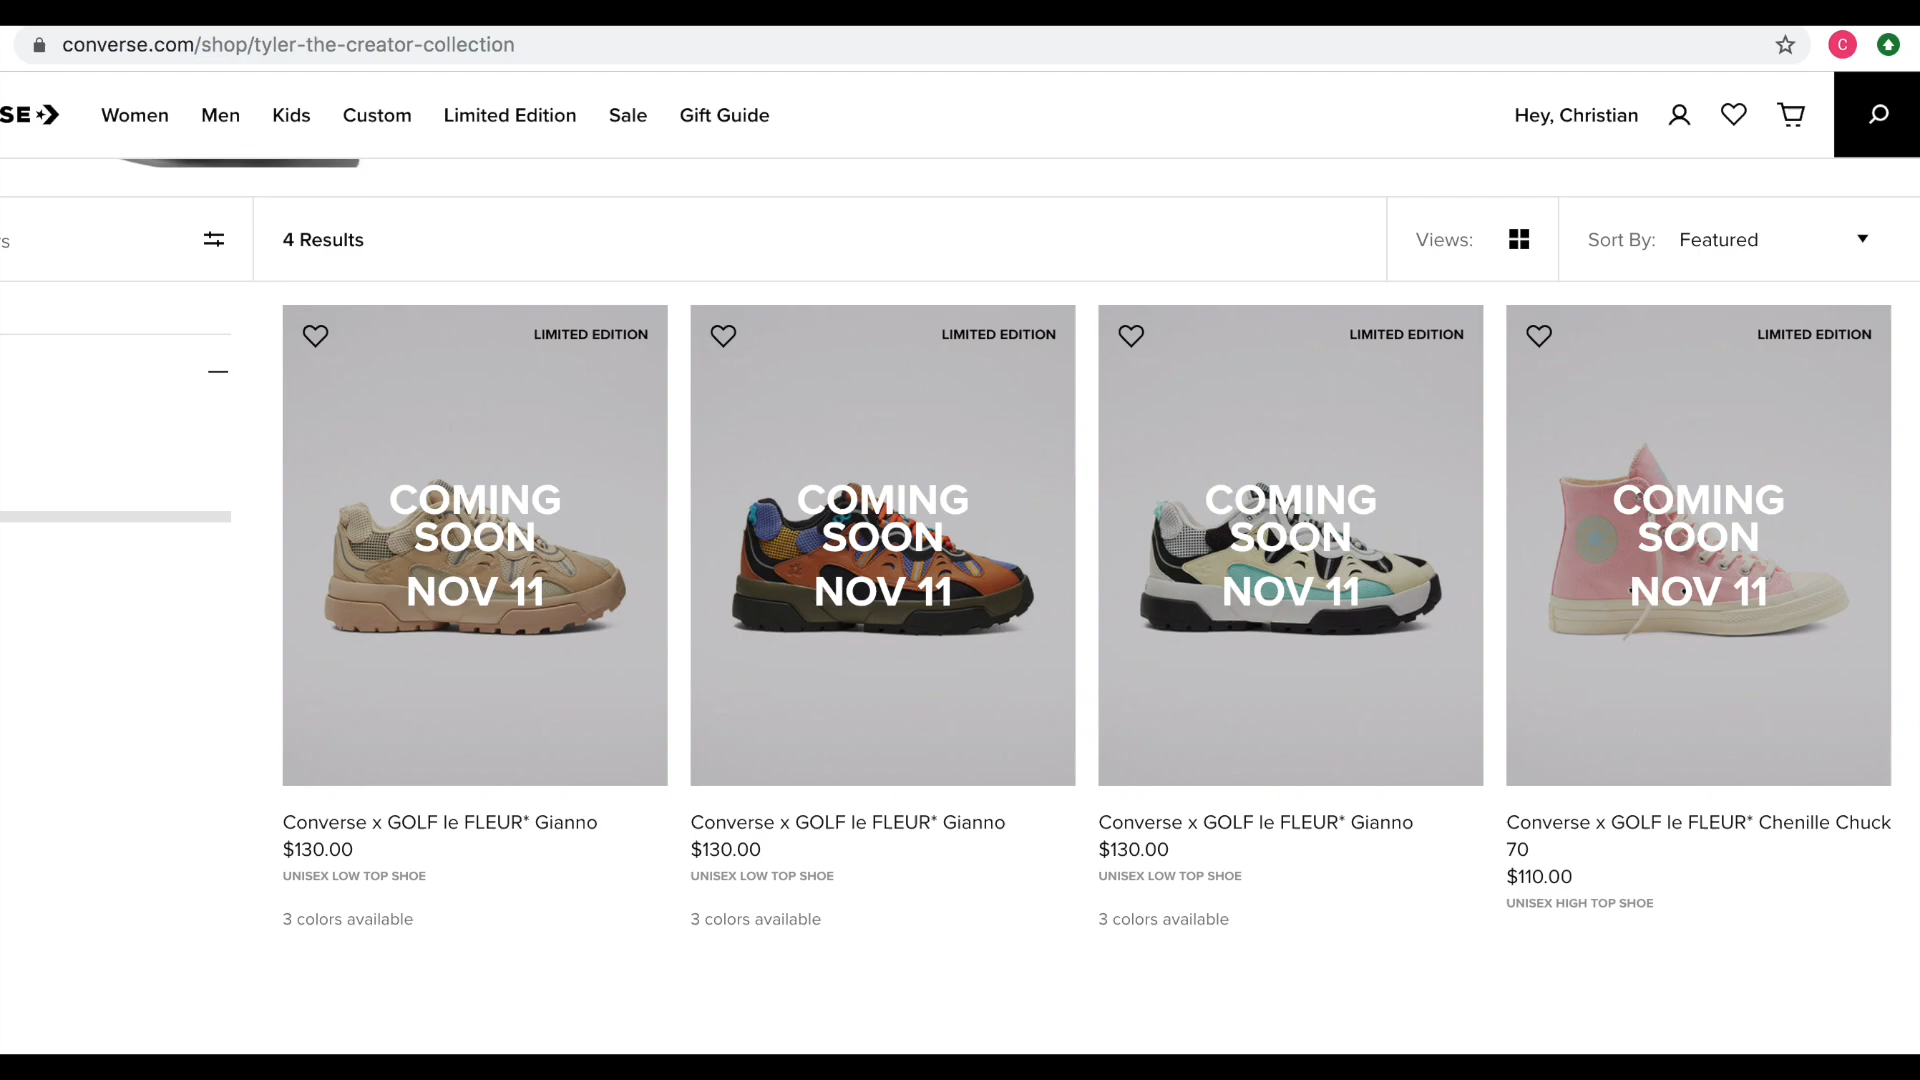 converse.com/shop/tyler-the-creator-collection
C
SE
Women Men Kids Custom Limited Edition Sale Gift Guide
Hey, Christian
s
4 Results
Views:
Sort By: Featured
LIMITED EDITION
COMING
SOON
NOV 11
Converse x GOLF le FLEUR* Gianno
$130.00
UNISEX LOW TOP SHOE
3 colors available
LIMITED EDITION
COMING
SOON
NOV 11
Converse x GOLF le FLEUR* Gianno
$130.00
UNISEX LOW TOP SHOE
3 colors available
LIMITED EDITION
COMING
SOON
NOV 11
Converse x GOLF le FLEUR* Gianno
$130.00
UNISEX LOW TOP SHOE
3 colors available
LIMITED EDITION
COMING
SOON
NOV 11
Converse x GOLF le FLEUR* Chenille Chuck
70
$110.00
UNISEX HIGH TOP SHOE